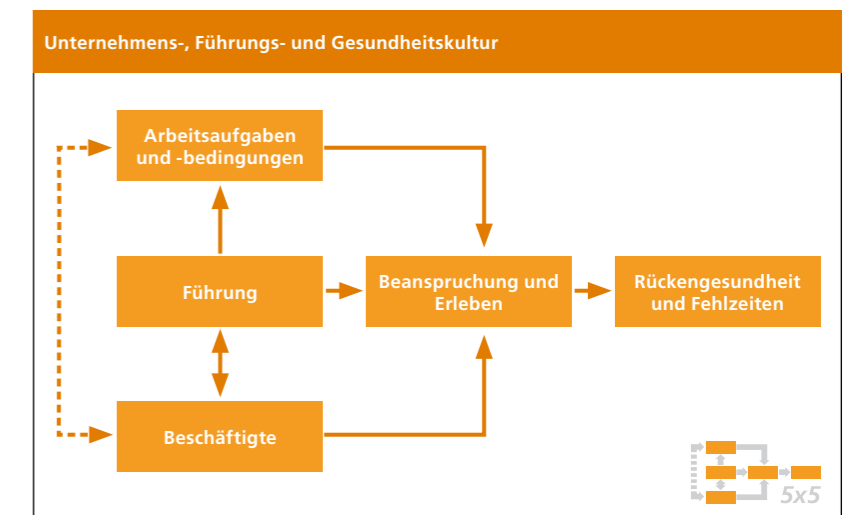 Unternehmens-, Führungs- und Gesundheitskultur
Arbeitsaufgaben
und -bedingungen
Führung
Beanspruchung und
Erleben
Rückengesundheit
und Fehlzeiten
Beschäftigte
5x5